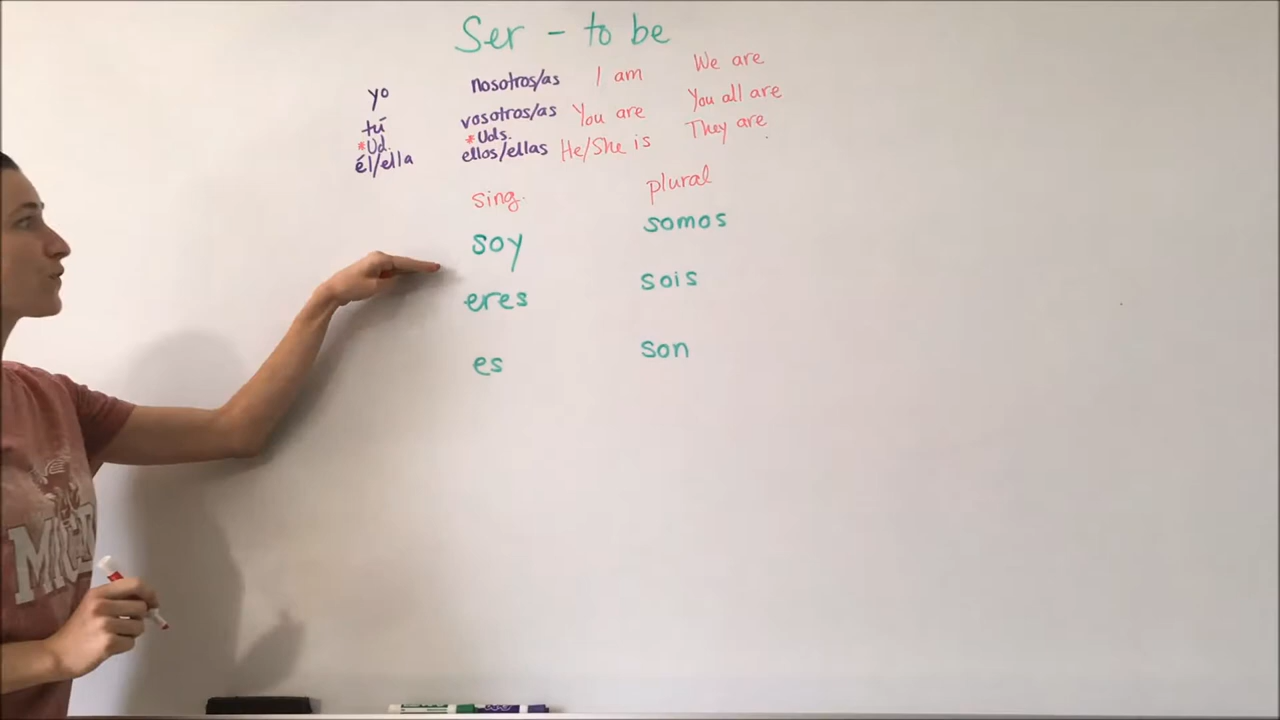 Ser - to be
yo nosotros/as I am We are
tú vosotros/as You are You all are
*Ud. *Uds.
él/ella ellos/ellas He/She is They are
sing. plural
soy somos
eres sois
es son